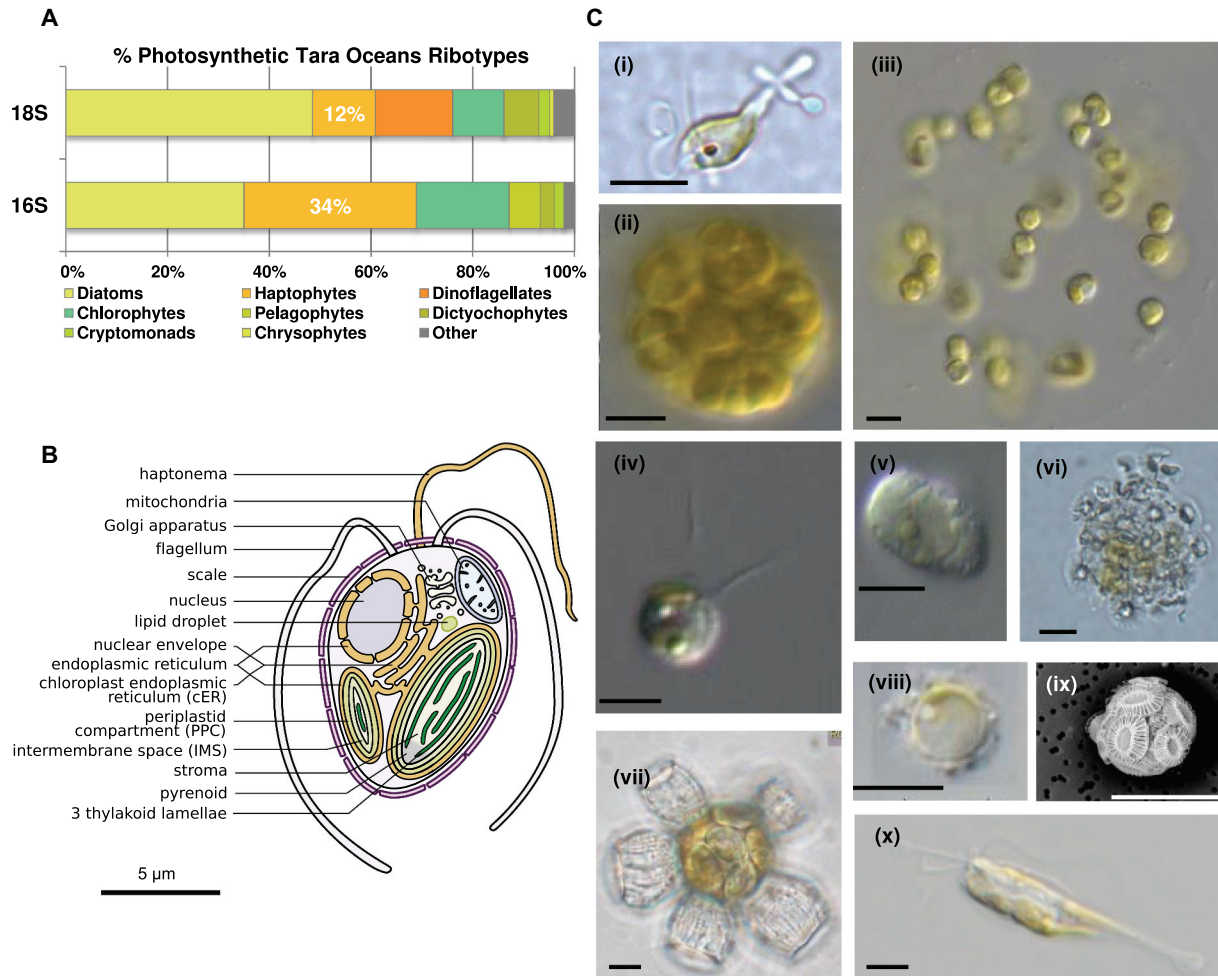 A
% Photosynthetic Tara Oceans Ribotypes
18S
12%
16S
34%
0% 20% 40% 60% 80% 100%
Diatoms Haptophytes Dinoflagellates
Chlorophytes Pelagophytes Dictyochophytes
Cryptomonads Chrysophytes Other
B
haptonema
mitochondria
Golgi apparatus
flagellum
scale
nucleus
lipid droplet
nuclear envelope
endoplasmic reticulum
chloroplast endoplasmic
reticulum (cER)
periplastid
compartment (PPC)
intermembrane space (IMS)
stroma
pyrenoid
3 thylakoid lamellae
5 µm
C
(i)
(ii)
(iii)
(iv)
(v)
(vi)
(vii)
(viii)
(ix)
(x)